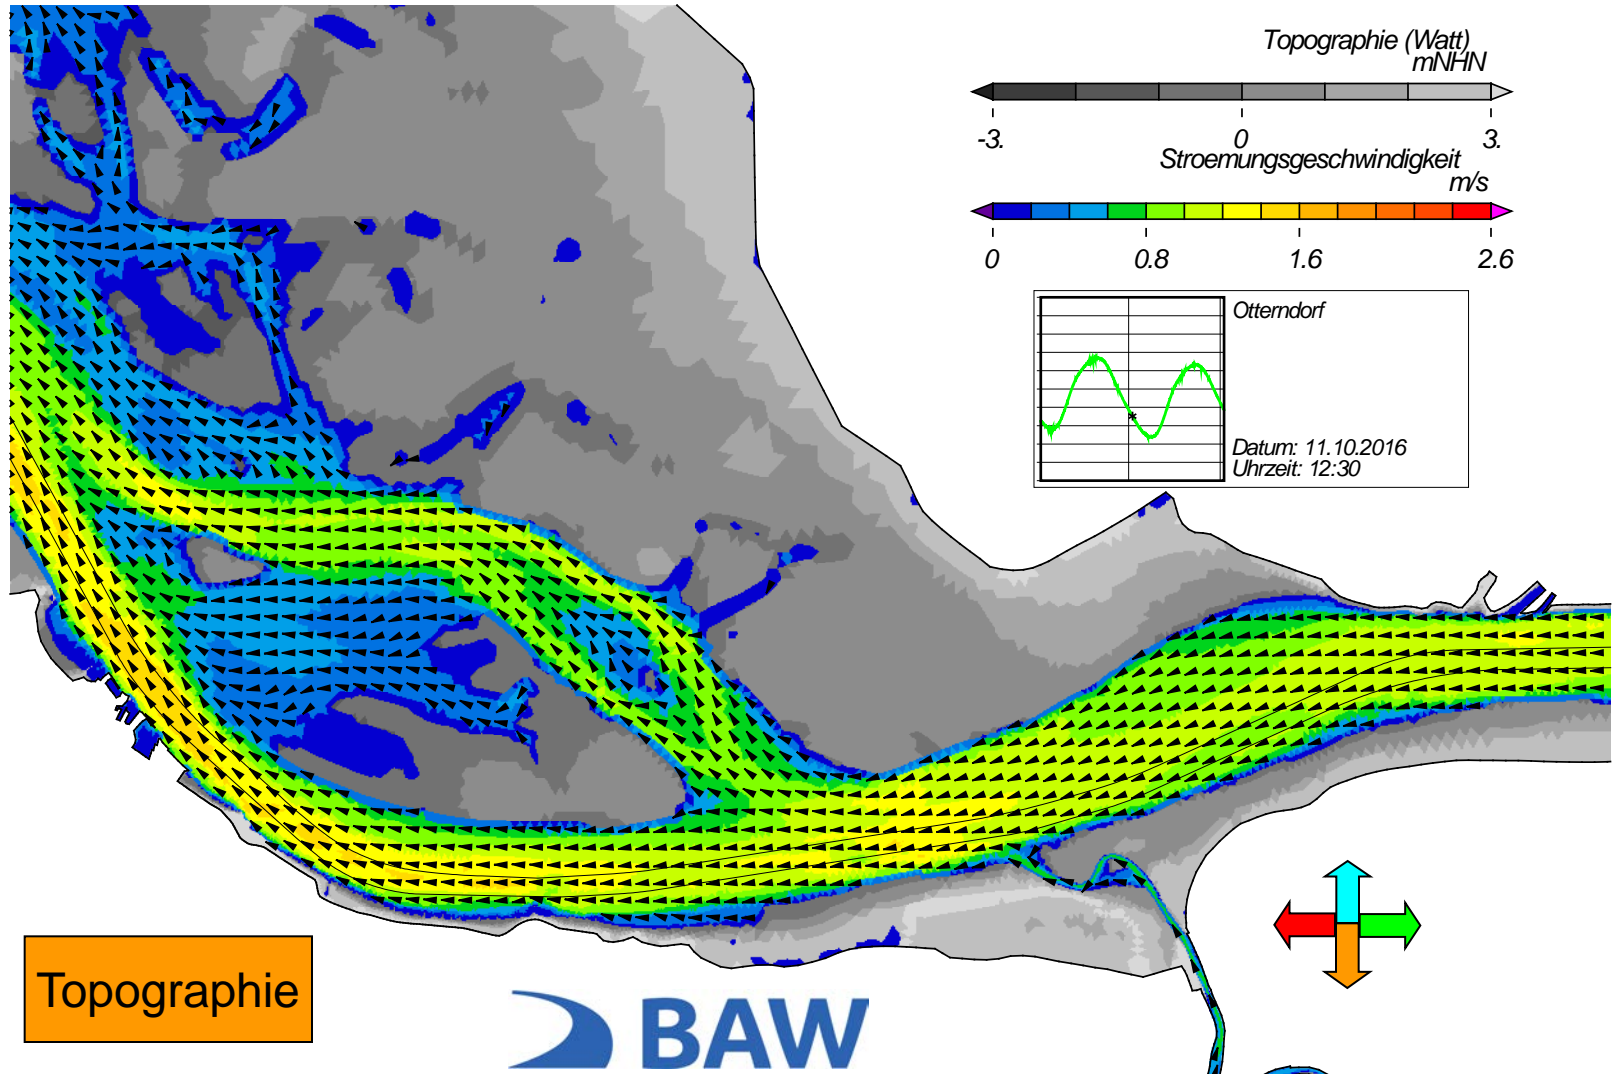 Topographie (Watt)
mNHN
-3. 0 3.
Stroemungsgeschwindigkeit
m/s
0 0.8 1.6 2.6
Otterndorf
Datum: 11.10.2016
Uhrzeit: 12:30
Topographie
BAW